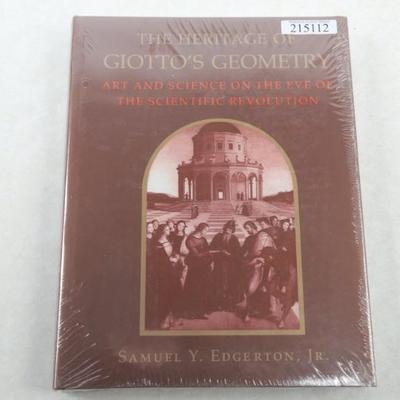 215112
THE HERITAGE OF
GIOTTO'S GEOMETRY
ART AND SCIENCE ON THE EVE OF
THE SCIENTIFIC REVOLUTION
SAMUEL Y. EDGERTON, JR.